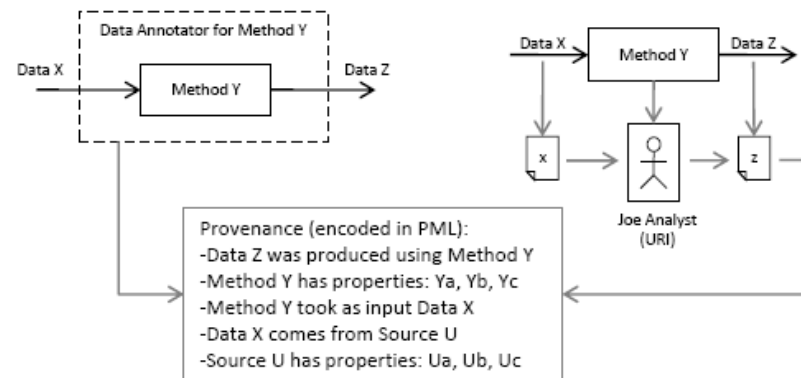 Data Annotator for Method Y
Data X
Method Y
Data Z
Data X
Method Y
Data Z
x
z
Joe Analyst
(URI)
Provenance (encoded in PML):
-Data Z was produced using Method Y
-Method Y has properties: Ya, Yb, Yc
-Method Y took as input Data X
-Data X comes from Source U
-Source U has properties: Ua, Ub, Uc